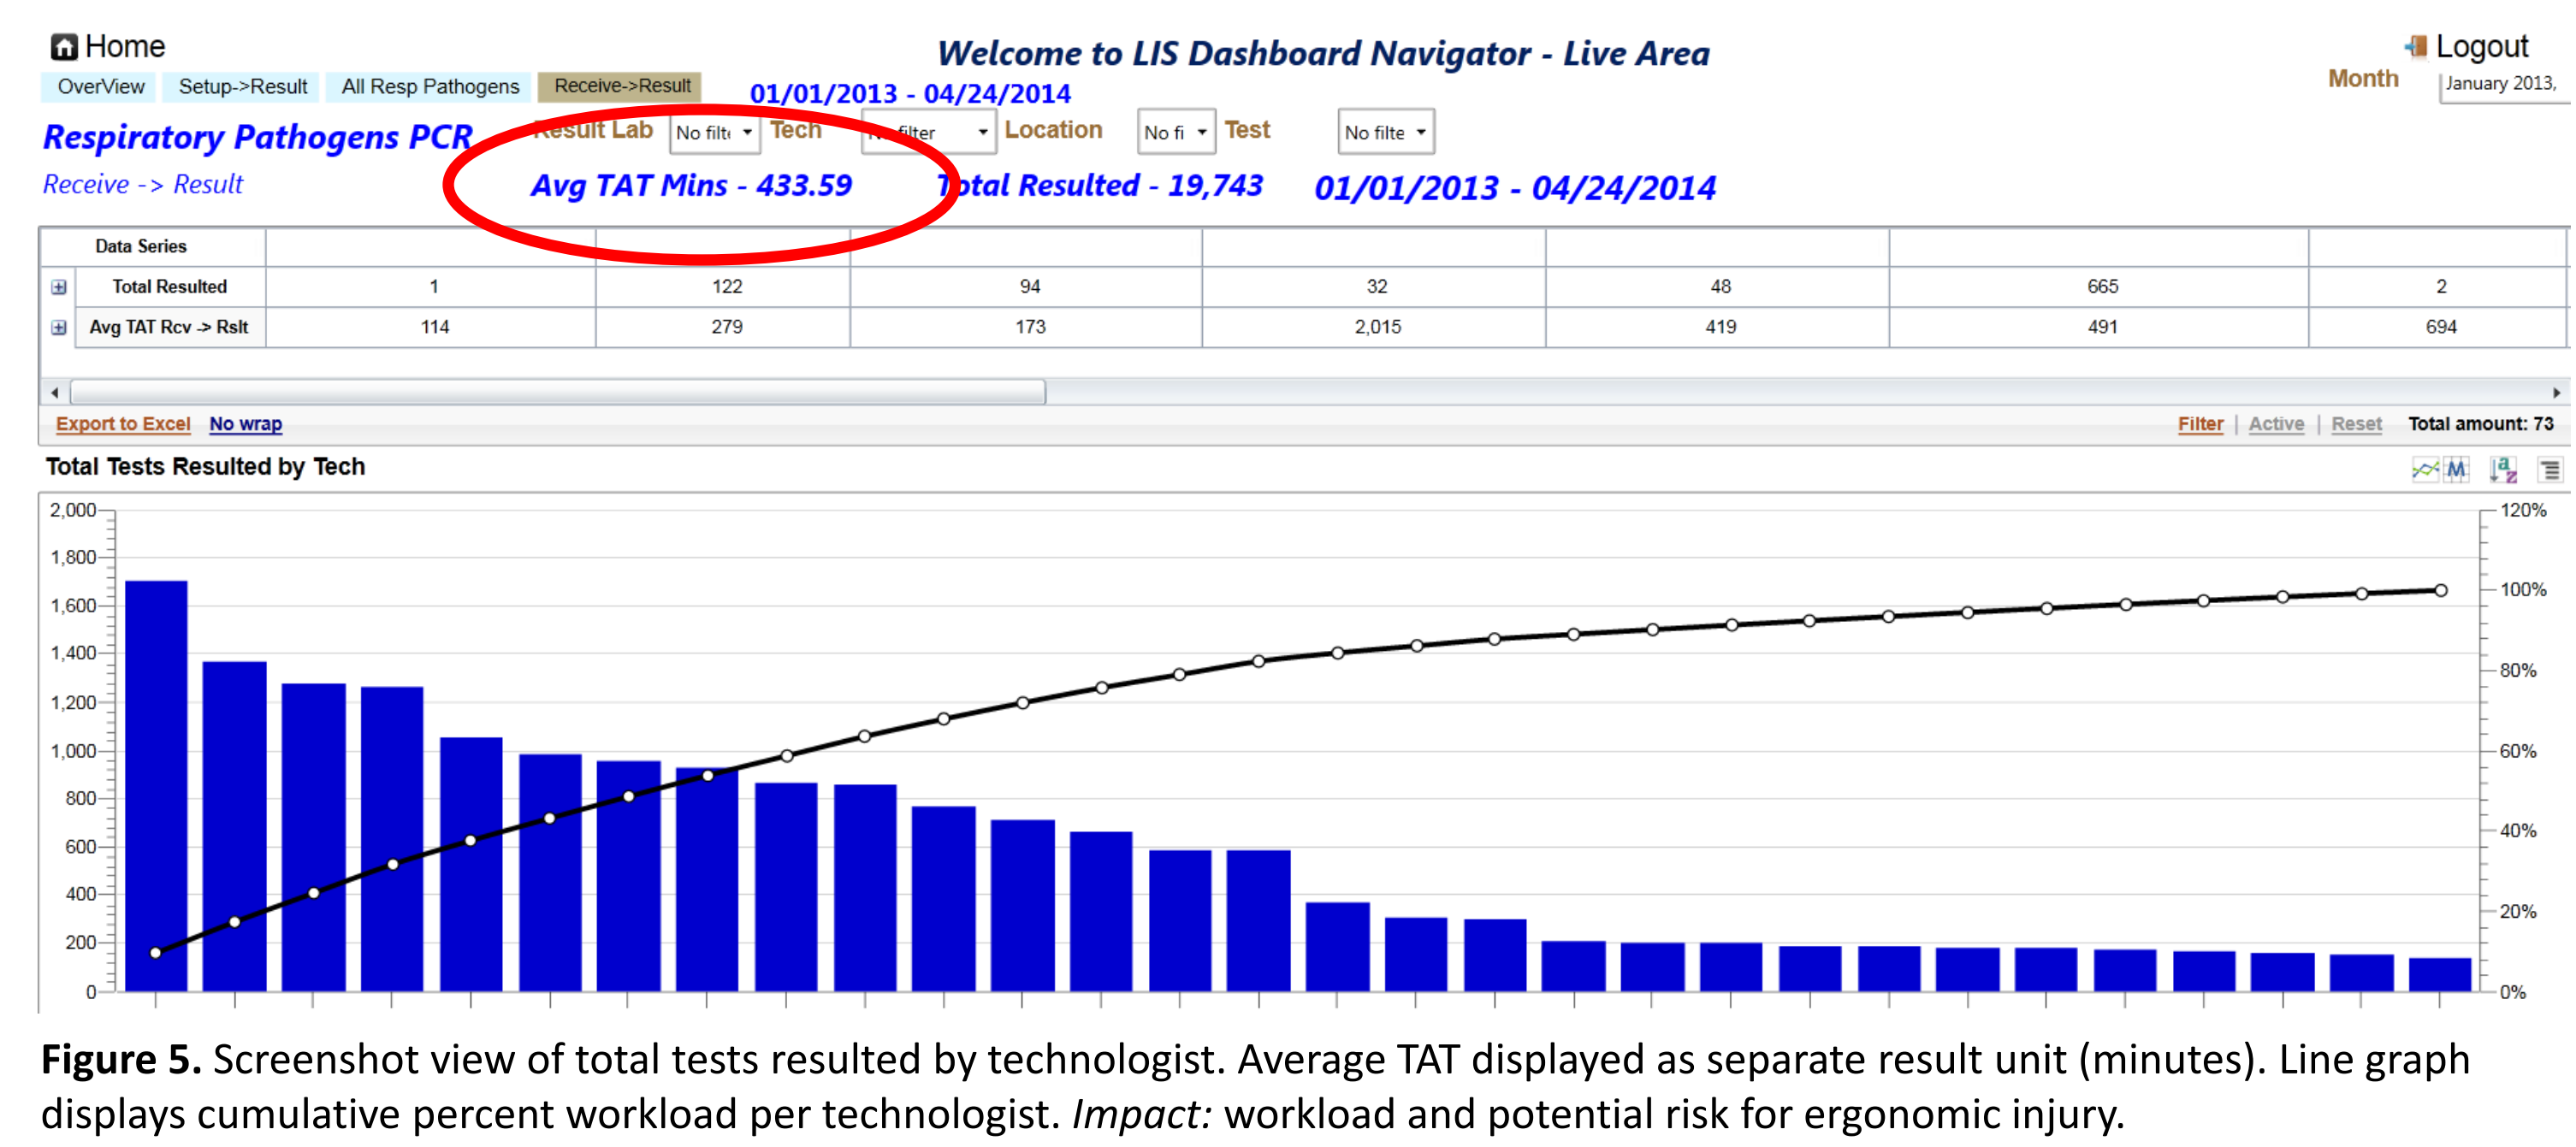 Home
Welcome to LIS Dashboard Navigator - Live Area
Logout
OverView Setup->Result All Resp Pathogens Receive->Result
01/01/2013 - 04/24/2014
Month January 2013,
Respiratory Pathogens PCR
Result Lab No filte Tech No filter Location No fi Test No filte
Receive -> Result
Avg TAT Mins - 433.59 Total Resulted - 19,743 01/01/2013 - 04/24/2014
Data Series
Total Resulted 1 122 94 32 48 665 2
Avg TAT Rcv -> Rslt 114 279 173 2,015 419 491 694
Export to Excel No wrap Filter | Active | Reset Total amount: 73
Total Tests Resulted by Tech
2,000 120%
1,800
1,600 100%
1,400
80%
1,200
1,000 60%
800
600 40%
400
20%
200
0 0%
Figure 5. Screenshot view of total tests resulted by technologist. Average TAT displayed as separate result unit (minutes). Line graph
displays cumulative percent workload per technologist. Impact: workload and potential risk for ergonomic injury.